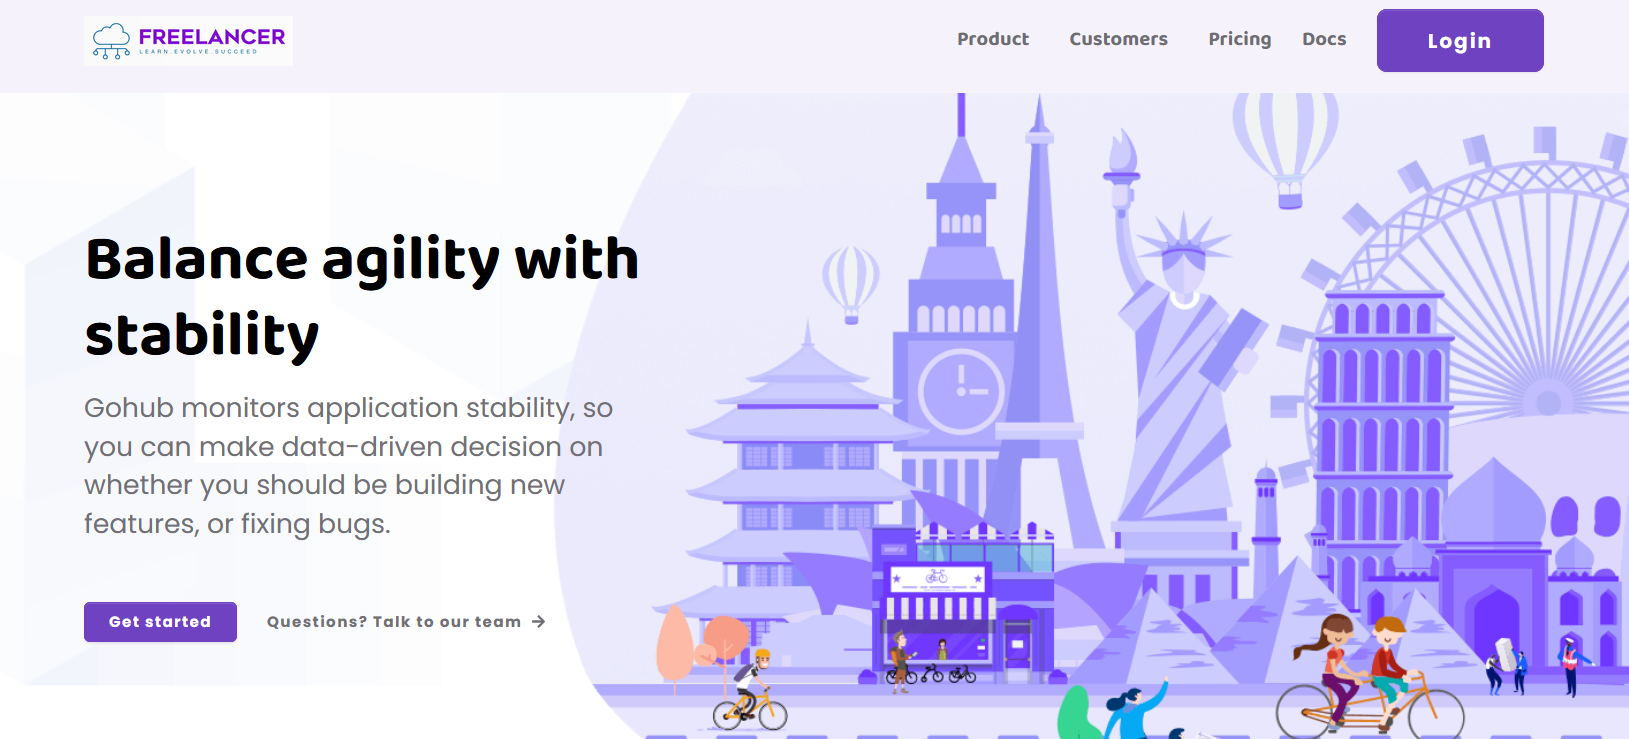 FREELANCER
LEARN.EVOLVE.SUCCEED
Product Customers Pricing Docs Login
Balance agility with
stability
Gohub monitors application stability, so
you can make data-driven decision on
whether you should be building new
features, or fixing bugs.
Get started Questions? Talk to our team →